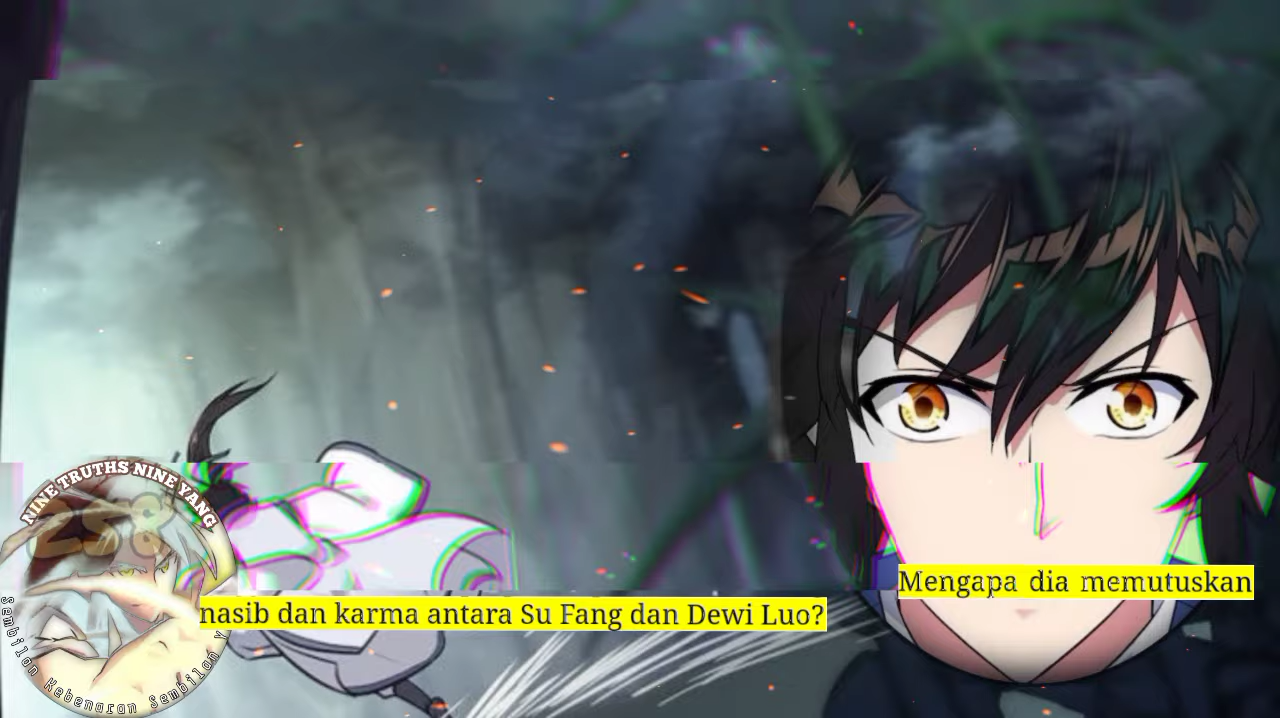 NINE TRUTHS NINE YANG
258
Sembilan Kebenaran Sembilan Y
Mengapa dia memutuskan
nasib dan karma antara Su Fang dan Dewi Luo?